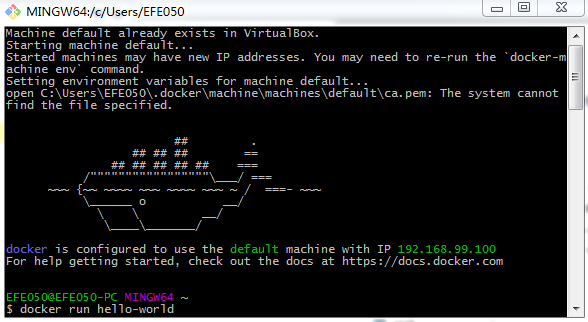 MINGW64:/c/Users/EFE050
Machine default already exists in VirtualBox.
Starting machine default...
Started machines may have new IP addresses. You may need to re-run the `docker-m
achine env` command.
Setting environment variables for machine default...
open C:\Users\EFE050\.docker\machine\machines\default\ca.pem: The system cannot
find the file specified.
                        ##         .
                  ## ## ##        ==
               ## ## ## ## ##    ===
           /"""""""""""""""""\___/ ===
      ~~~ {~~ ~~~~ ~~~ ~~~~ ~~~ ~ /  ===- ~~~
           \______ o           __/
             \    \         __/
              \____\_______/
docker is configured to use the default machine with IP 192.168.99.100
For help getting started, check out the docs at https://docs.docker.com
EFE050@EFE050-PC MINGW64 ~
$ docker run hello-world